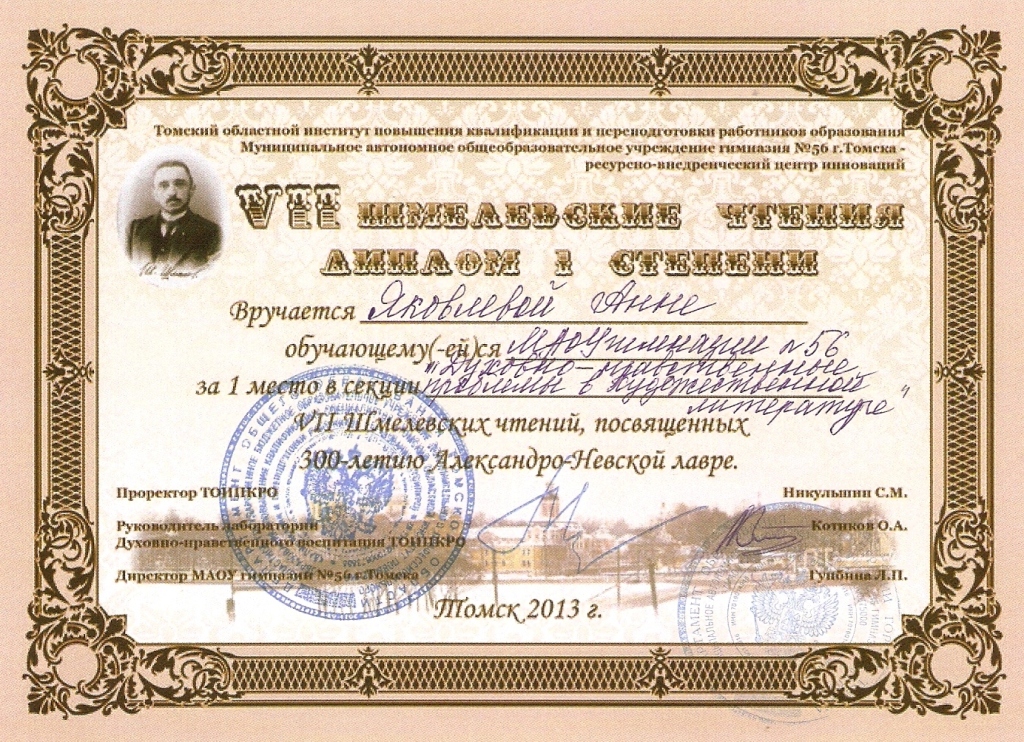 Томский областной институт повышения квалификации и переподготовки работников образования
Муниципальное автономное общеобразовательное учреждение гимназия №56 г.Томска -
ресурсно-внедренческий центр инноваций
VII ШМЕЛЕВСКИЕ ЧТЕНИЯ
ДИПЛОМ 1 СТЕПЕНИ
Вручается Яковлевой Анне
обучающему(-ей)ся МАОУ гимназии №56
за 1 место в секции "Духовно-нравственные
проблемы в художественной
литературе"
VII Шмелевских чтений, посвященных
300-летию Александро-Невской лавре.
Проректор ТОИПКРО Никульшин С.М.
Руководитель лаборатории Котиков О.А.
Духовно-нравственного воспитания ТОИПКРО
Директор МАОУ гимназии №56 г.Томска Гунбина Л.П.
Томск 2013 г.